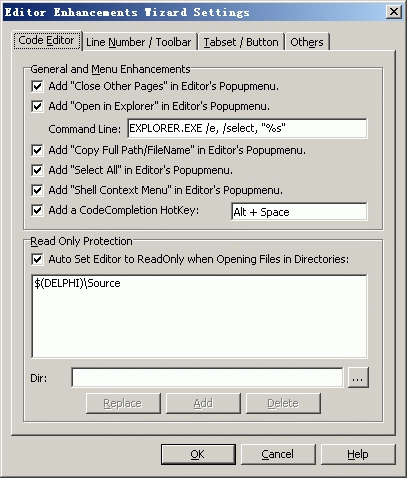 Editor Enhancements Wizard Settings
Code Editor Line Number / Toolbar Tabset / Button Others
General and Menu Enhancements
Add "Close Other Pages" in Editor's Popupmenu.
Add "Open in Explorer" in Editor's Popupmenu.
Command Line: EXPLORER.EXE /e, /select, "%s"
Add "Copy Full Path/FileName" in Editor's Popupmenu.
Add "Select All" in Editor's Popupmenu.
Add "Shell Context Menu" in Editor's Popupmenu.
Add a CodeCompletion HotKey: Alt + Space
Read Only Protection
Auto Set Editor to ReadOnly when Opening Files in Directories:
$(DELPHI)\Source
Dir: ...
Replace Add Delete
OK Cancel Help